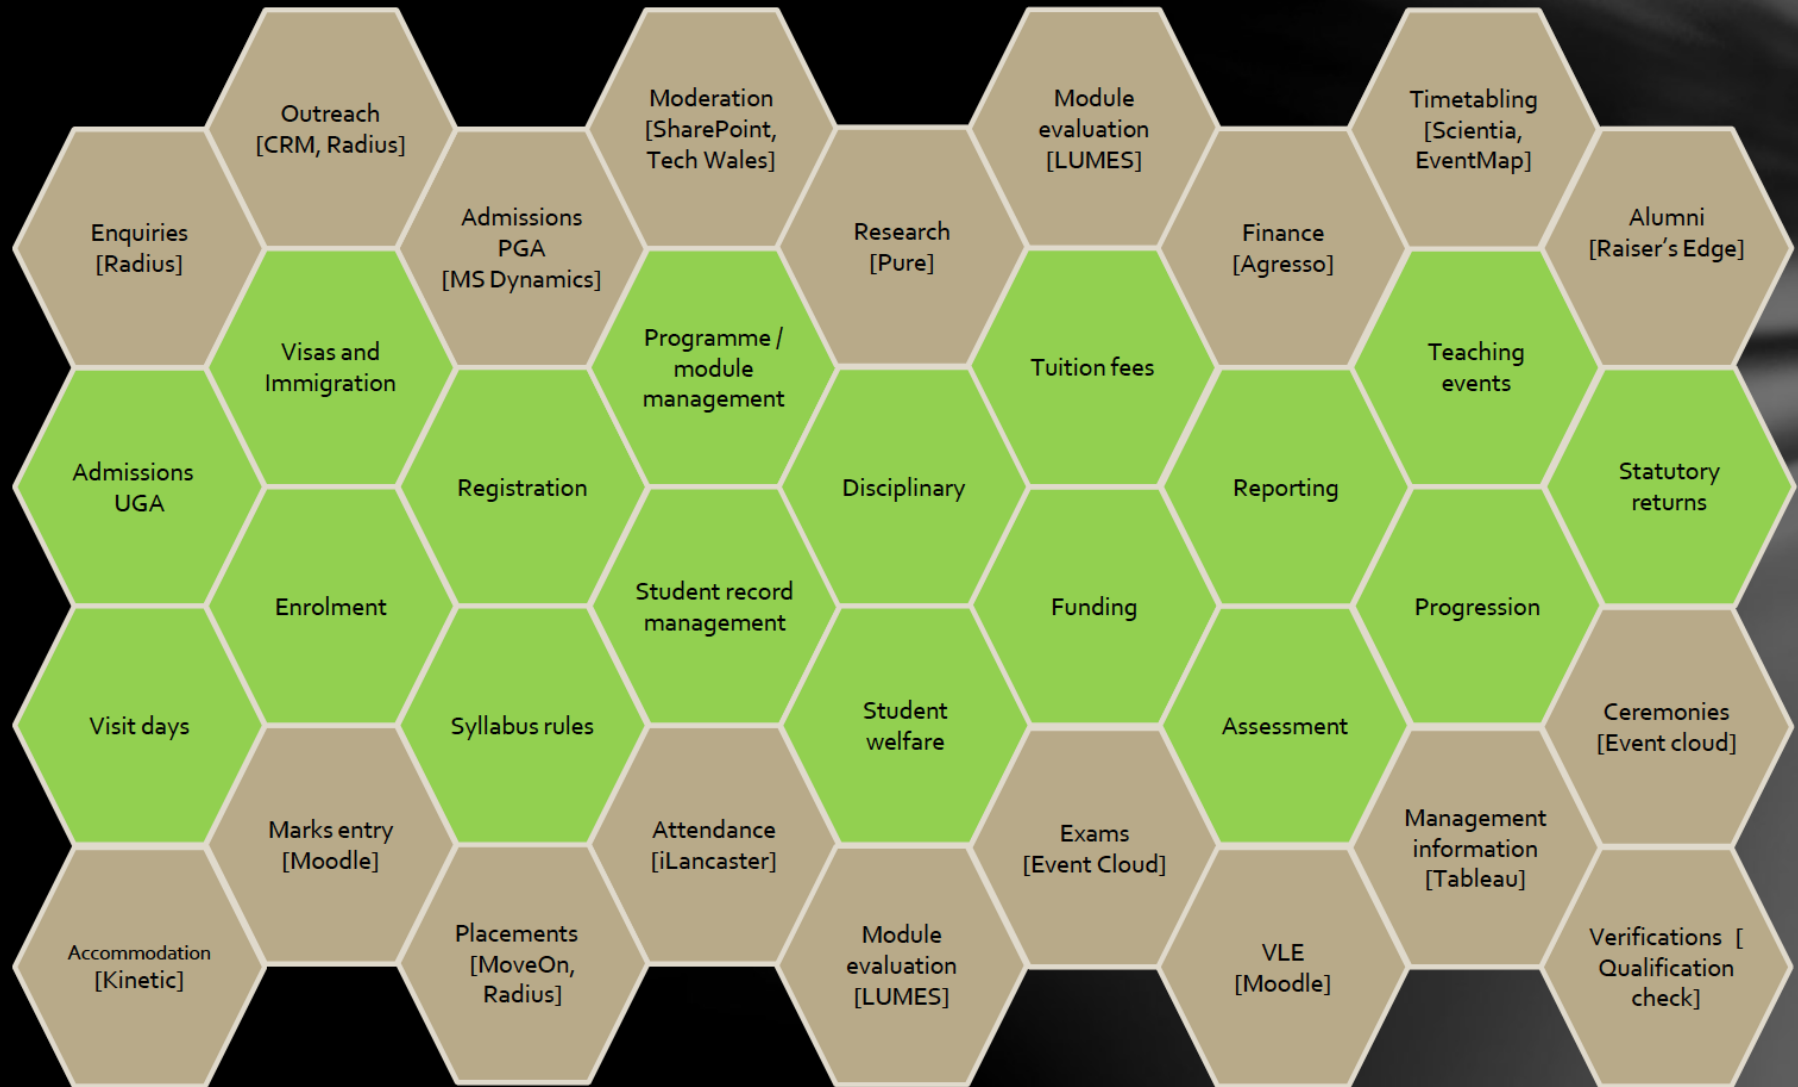 Outreach
[CRM, Radius]
Moderation
[SharePoint,
Tech Wales]
Module
evaluation
[LUMES]
Timetabling
[Scientia,
EventMap]
Enquiries
[Radius]
Admissions
PGA
[MS Dynamics]
Research
[Pure]
Finance
[Agresso]
Alumni
[Raiser's Edge]
Visas and
Immigration
Programme /
module
management
Tuition fees
Teaching
events
Admissions
UGA
Registration
Disciplinary
Reporting
Statutory
returns
Enrolment
Student record
management
Funding
Progression
Visit days
Syllabus rules
Student
welfare
Assessment
Ceremonies
[Event cloud]
Marks entry
[Moodle]
Attendance
[iLancaster]
Exams
[Event Cloud]
Management
information
[Tableau]
Accommodation
[Kinetic]
Placements
[MoveOn,
Radius]
Module
evaluation
[LUMES]
VLE
[Moodle]
Verifications [
Qualification
check]